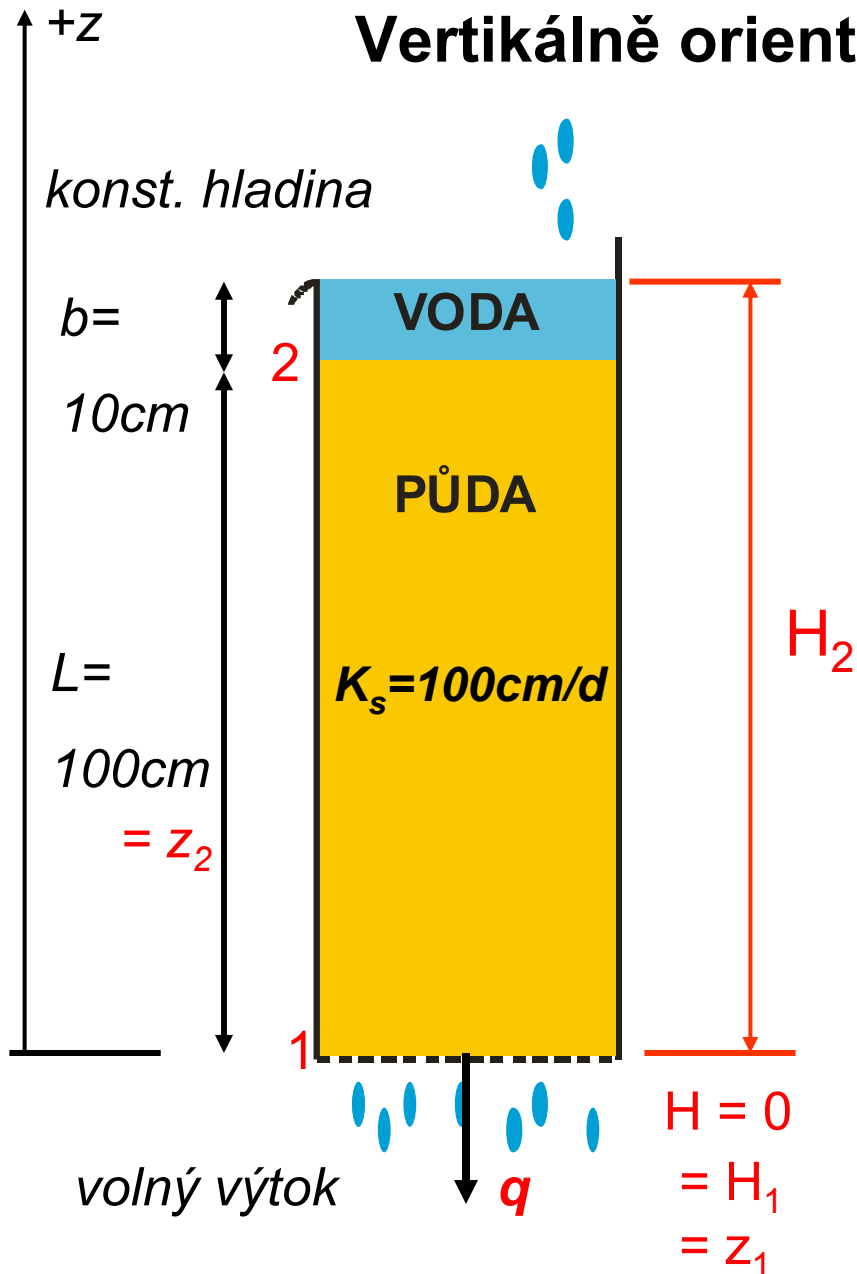 +z
Vertikálně orient
konst. hladina
b=
10cm
VODA
2
PŮDA
H₂
L=
100cm
= z₂
Kₛ=100cm/d
1
H = 0
= H₁
= z₁
volný výtok
q